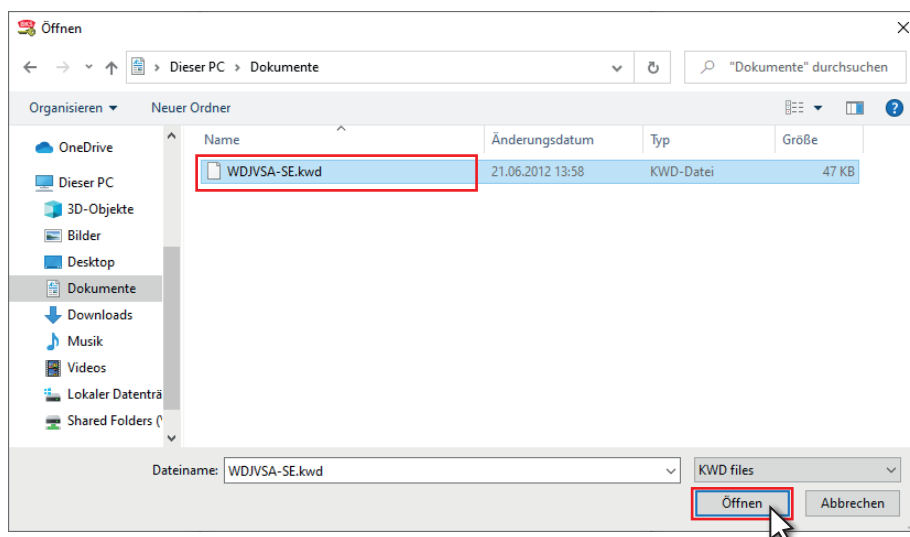 Öffnen
Dieser PC > Dokumente
"Dokumente" durchsuchen
Organisieren
Neuer Ordner
Name Änderungsdatum Typ Größe
WDJVSA-SE.kwd 21.06.2012 13:58 KWD-Datei 47 KB
OneDrive
Dieser PC
3D-Objekte
Bilder
Desktop
Dokumente
Downloads
Musik
Videos
Lokaler Datenträ
Shared Folders (
Dateiname: WDJVSA-SE.kwd KWD files
Öffnen Abbrechen